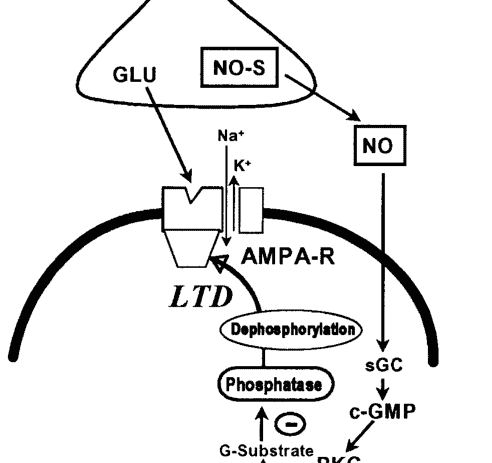 GLU
NO-S
NO
Na+
K+
AMPA-R
LTD
Dephosphorylation
sGC
Phosphatase
c-GMP
G-Substrate